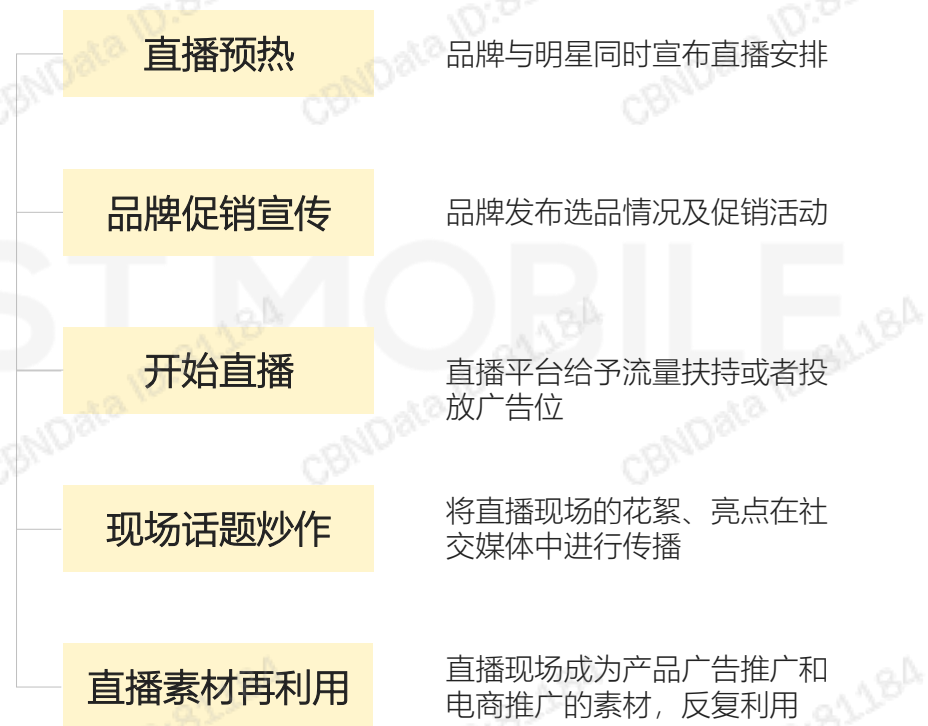 直播预热
品牌与明星同时宣布直播安排
品牌促销宣传
品牌发布选品情况及促销活动
开始直播
直播平台给予流量扶持或者投
放广告位
现场话题炒作
将直播现场的花絮、亮点在社
交媒体中进行传播
直播素材再利用
直播现场成为产品广告推广和
电商推广的素材，反复利用
ST MOBILE
CBNData ID:81184